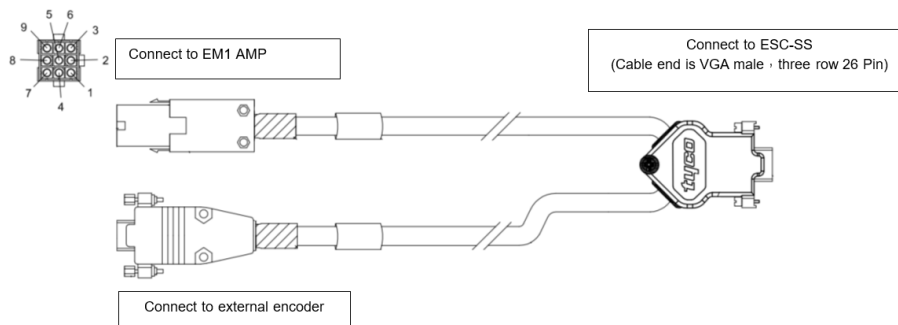 5 6
9 3
8 2
7 1
4
Connect to EM1 AMP
Connect to ESC-SS
(Cable end is VGA male，three row 26 Pin)
tyco
Connect to external encoder